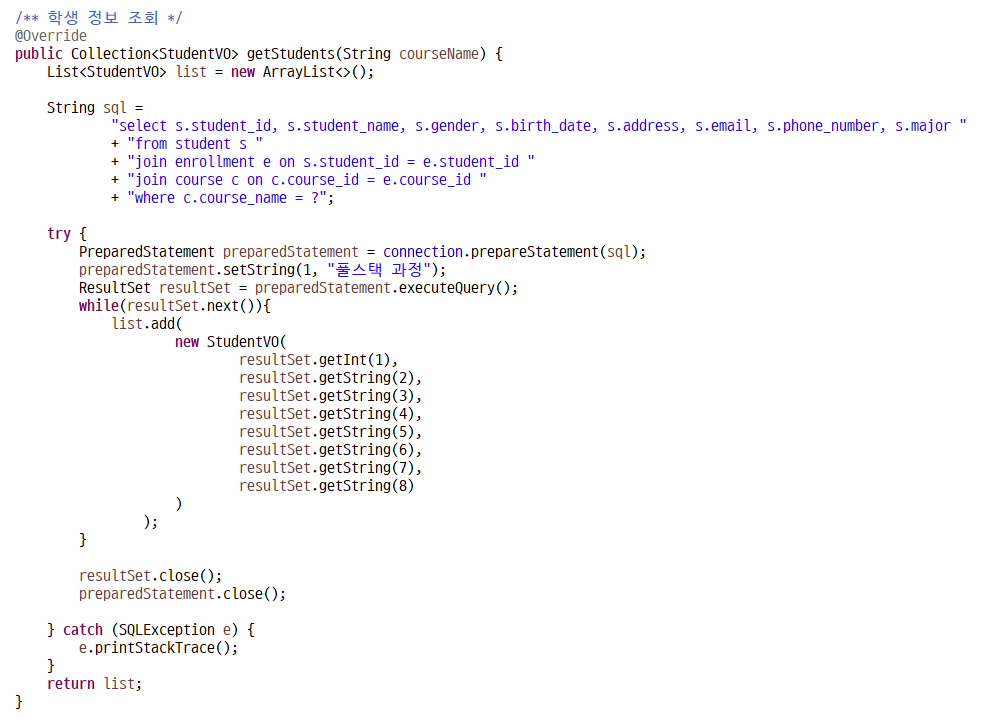 /** 학생 정보 조회 */
@Override
public Collection<StudentVO> getStudents(String courseName) {
    List<StudentVO> list = new ArrayList<>();

    String sql =
            "select s.student_id, s.student_name, s.gender, s.birth_date, s.address, s.email, s.phone_number, s.major "
            + "from student s "
            + "join enrollment e on s.student_id = e.student_id "
            + "join course c on c.course_id = e.course_id "
            + "where c.course_name = ?";

    try {
        PreparedStatement preparedStatement = connection.prepareStatement(sql);
        preparedStatement.setString(1, "풀스택 과정");
        ResultSet resultSet = preparedStatement.executeQuery();
        while(resultSet.next()){
            list.add(
                    new StudentVO(
                            resultSet.getInt(1),
                            resultSet.getString(2),
                            resultSet.getString(3),
                            resultSet.getString(4),
                            resultSet.getString(5),
                            resultSet.getString(6),
                            resultSet.getString(7),
                            resultSet.getString(8)
                    )
                );
        }

        resultSet.close();
        preparedStatement.close();

    } catch (SQLException e) {
        e.printStackTrace();
    }
    return list;
}